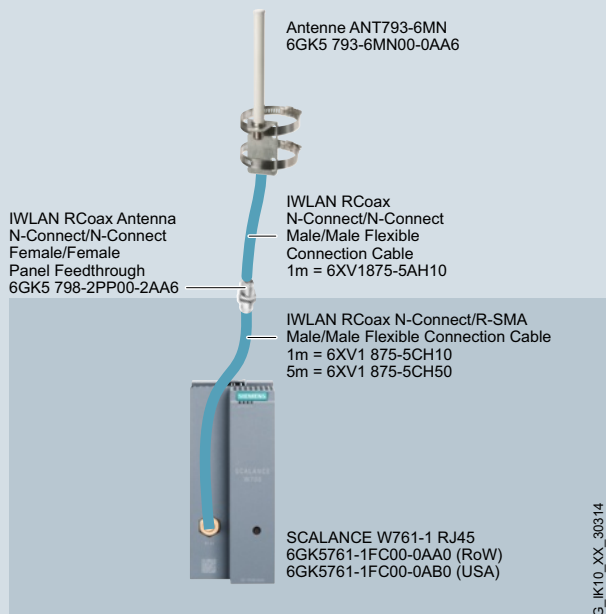 Antenne ANT793-6MN
6GK5 793-6MN00-0AA6
IWLAN RCoax
N-Connect/N-Connect
Male/Male Flexible
Connection Cable
1m = 6XV1875-5AH10
IWLAN RCoax Antenna
N-Connect/N-Connect
Female/Female
Panel Feedthrough
6GK5 798-2PP00-2AA6
IWLAN RCoax N-Connect/R-SMA
Male/Male Flexible Connection Cable
1m = 6XV1 875-5CH10
5m = 6XV1 875-5CH50
SIEMENS
SCALANCE
SCALANCE W761-1 RJ45
6GK5761-1FC00-0AA0 (RoW)
6GK5761-1FC00-0AB0 (USA)
G_IK10_XX_30314